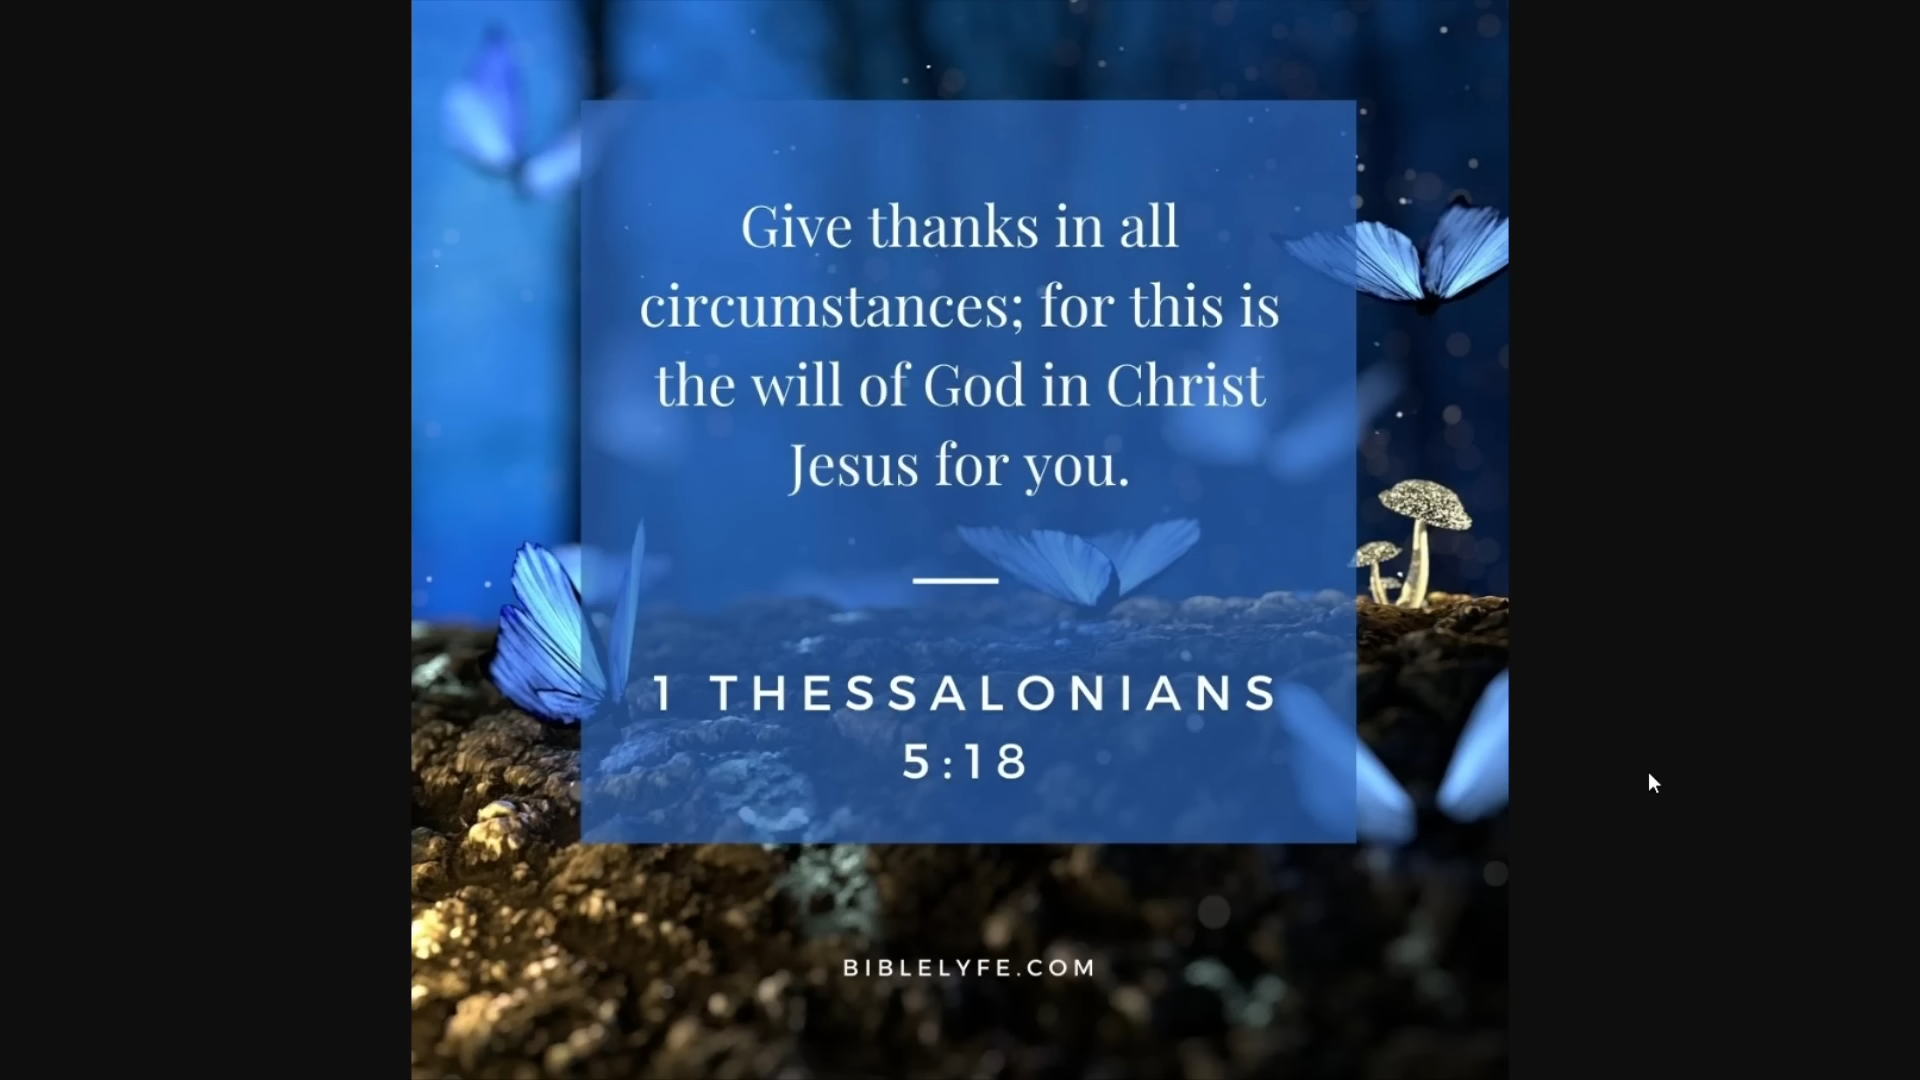 Give thanks in all
circumstances; for this is
the will of God in Christ
Jesus for you.
1 THESSALONIANS
5:18
BIBLELYFE.COM